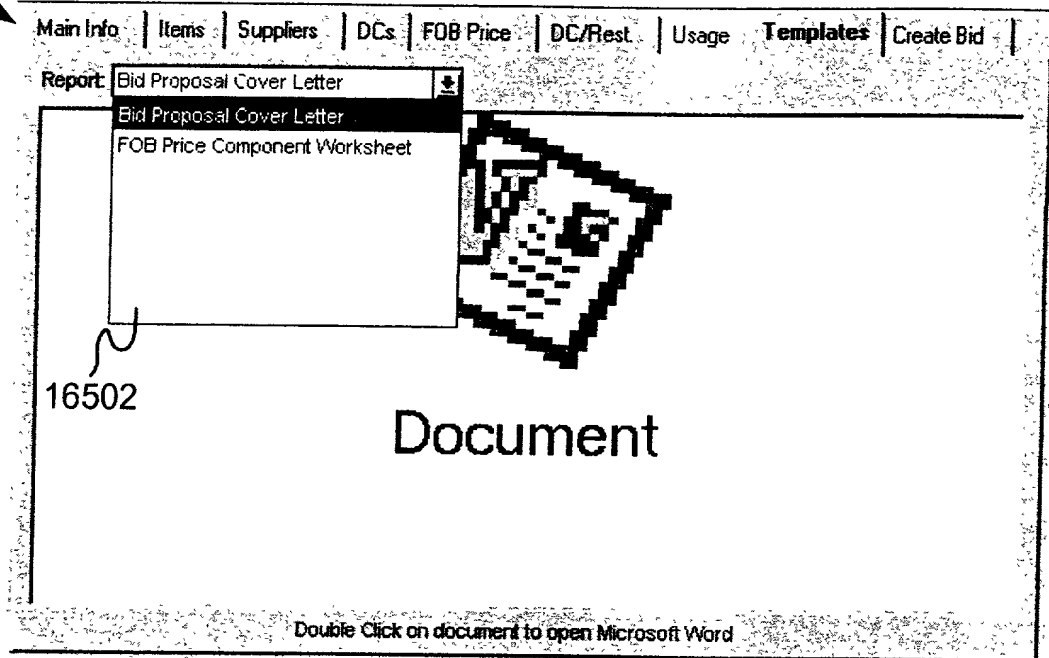 Main Info Items Suppliers DCs FOB Price DC/Rest Usage Templates Create Bid
Report: Bid Proposal Cover Letter
Bid Proposal Cover Letter
FOB Price Component Worksheet
16502
Document
Double Click on document to open Microsoft Word